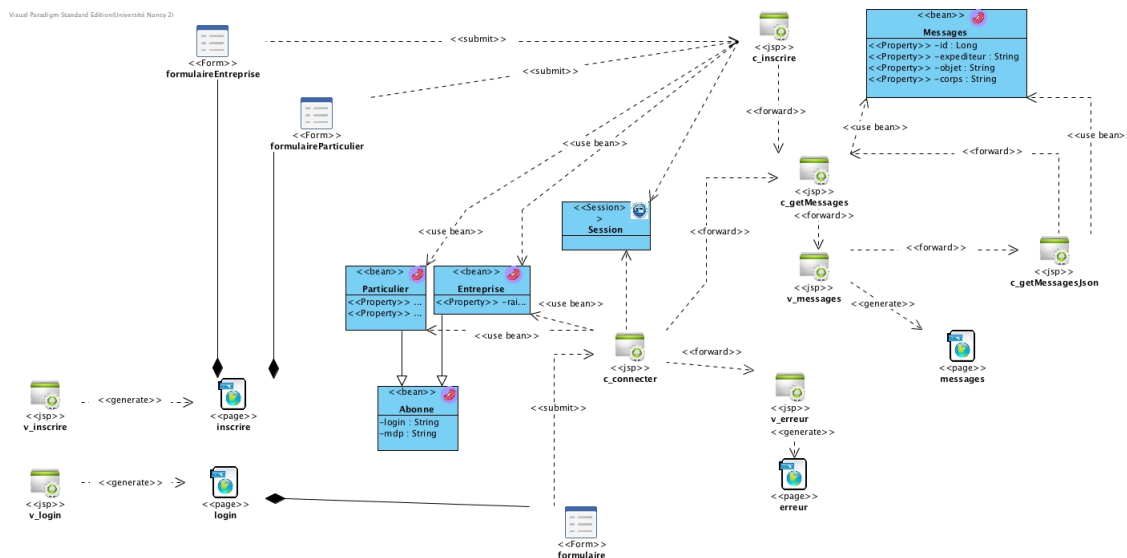 Visual Paradigm Standard Edition(Université Nancy 2)
<<Form>>
formulaireEntreprise
<<submit>>
<<submit>>
<<Form>>
formulaireParticulier
<<jsp>>
c_inscrire
<<bean>>
Messages
<<Property>> -id : Long
<<Property>> -expediteur : String
<<Property>> -objet : String
<<Property>> -corps : String
<<forward>>
<<use bean>>
<<use bean>>
<<use bean>>
<<forward>>
<<jsp>>
c_getMessages
<<forward>>
<<Session>
>
Session
<<use bean>>
<<forward>>
<<forward>>
<<jsp>>
c_getMessagesJson
<<jsp>>
v_messages
<<bean>>
Particulier
<<Property>> ...
<<Property>> ...
<<bean>>
Entreprise
<<Property>> -rai...
<<use bean>>
<<use bean>>
<<generate>>
<<jsp>>
c_connecter
<<forward>>
<<page>>
messages
<<bean>>
Abonne
-login : String
-mdp : String
<<submit>>
<<jsp>>
v_erreur
<<generate>>
<<jsp>>
v_inscrire
<<generate>>
<<page>>
inscrire
<<jsp>>
v_login
<<generate>>
<<page>>
login
<<page>>
erreur
<<Form>>
formulaire